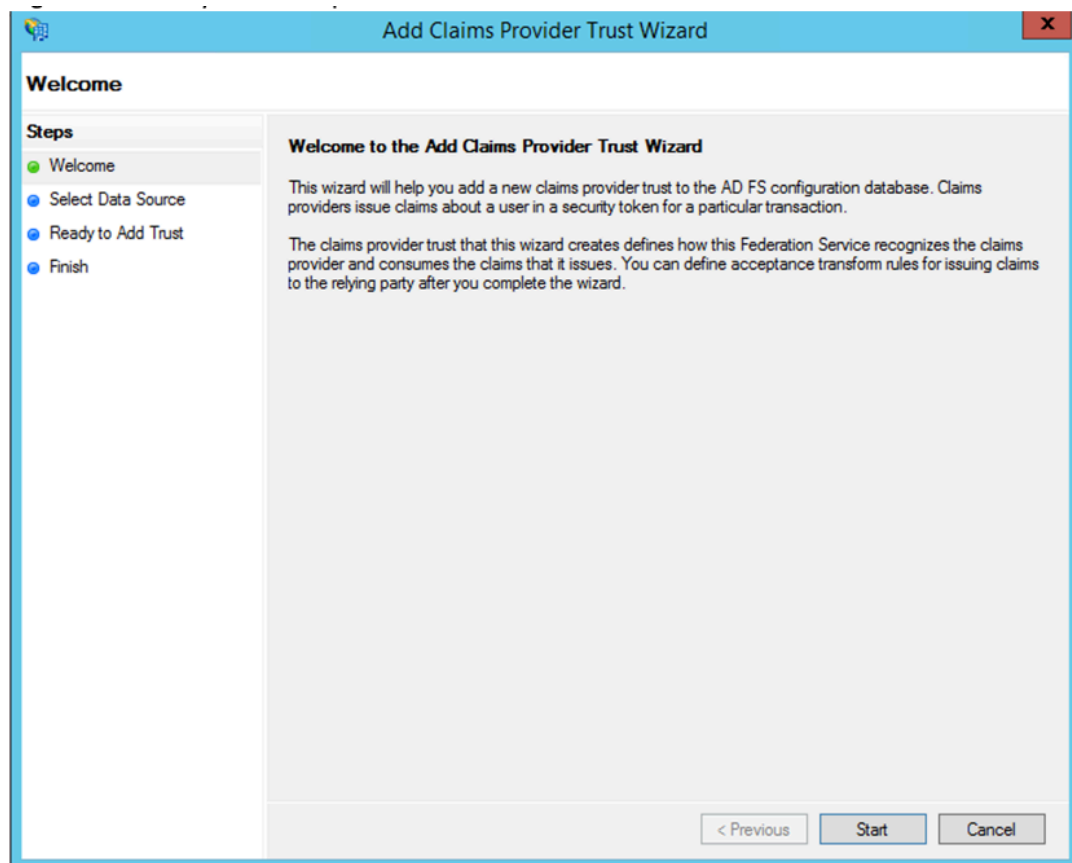 Add Claims Provider Trust Wizard
x
Welcome
Steps
Welcome
Select Data Source
Ready to Add Trust
Finish
Welcome to the Add Claims Provider Trust Wizard
This wizard will help you add a new claims provider trust to the AD FS configuration database. Claims
providers issue claims about a user in a security token for a particular transaction.
The claims provider trust that this wizard creates defines how this Federation Service recognizes the claims
provider and consumes the claims that it issues. You can define acceptance transform rules for issuing claims
to the relying party after you complete the wizard.
< Previous
Start
Cancel